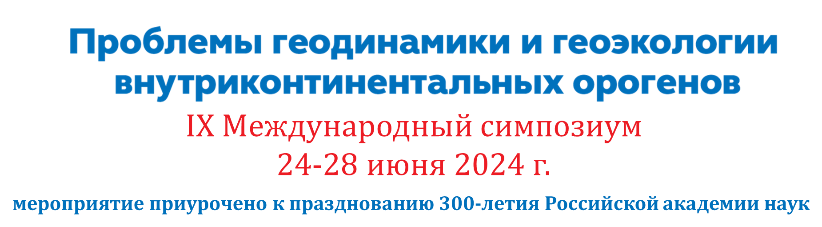 Проблемы геодинамики и геоэкологии
внутриконтинентальных орогенов
IX Международный симпозиум
24-28 июня 2024 г.
мероприятие приурочено к празднованию 300-летия Российской академии наук